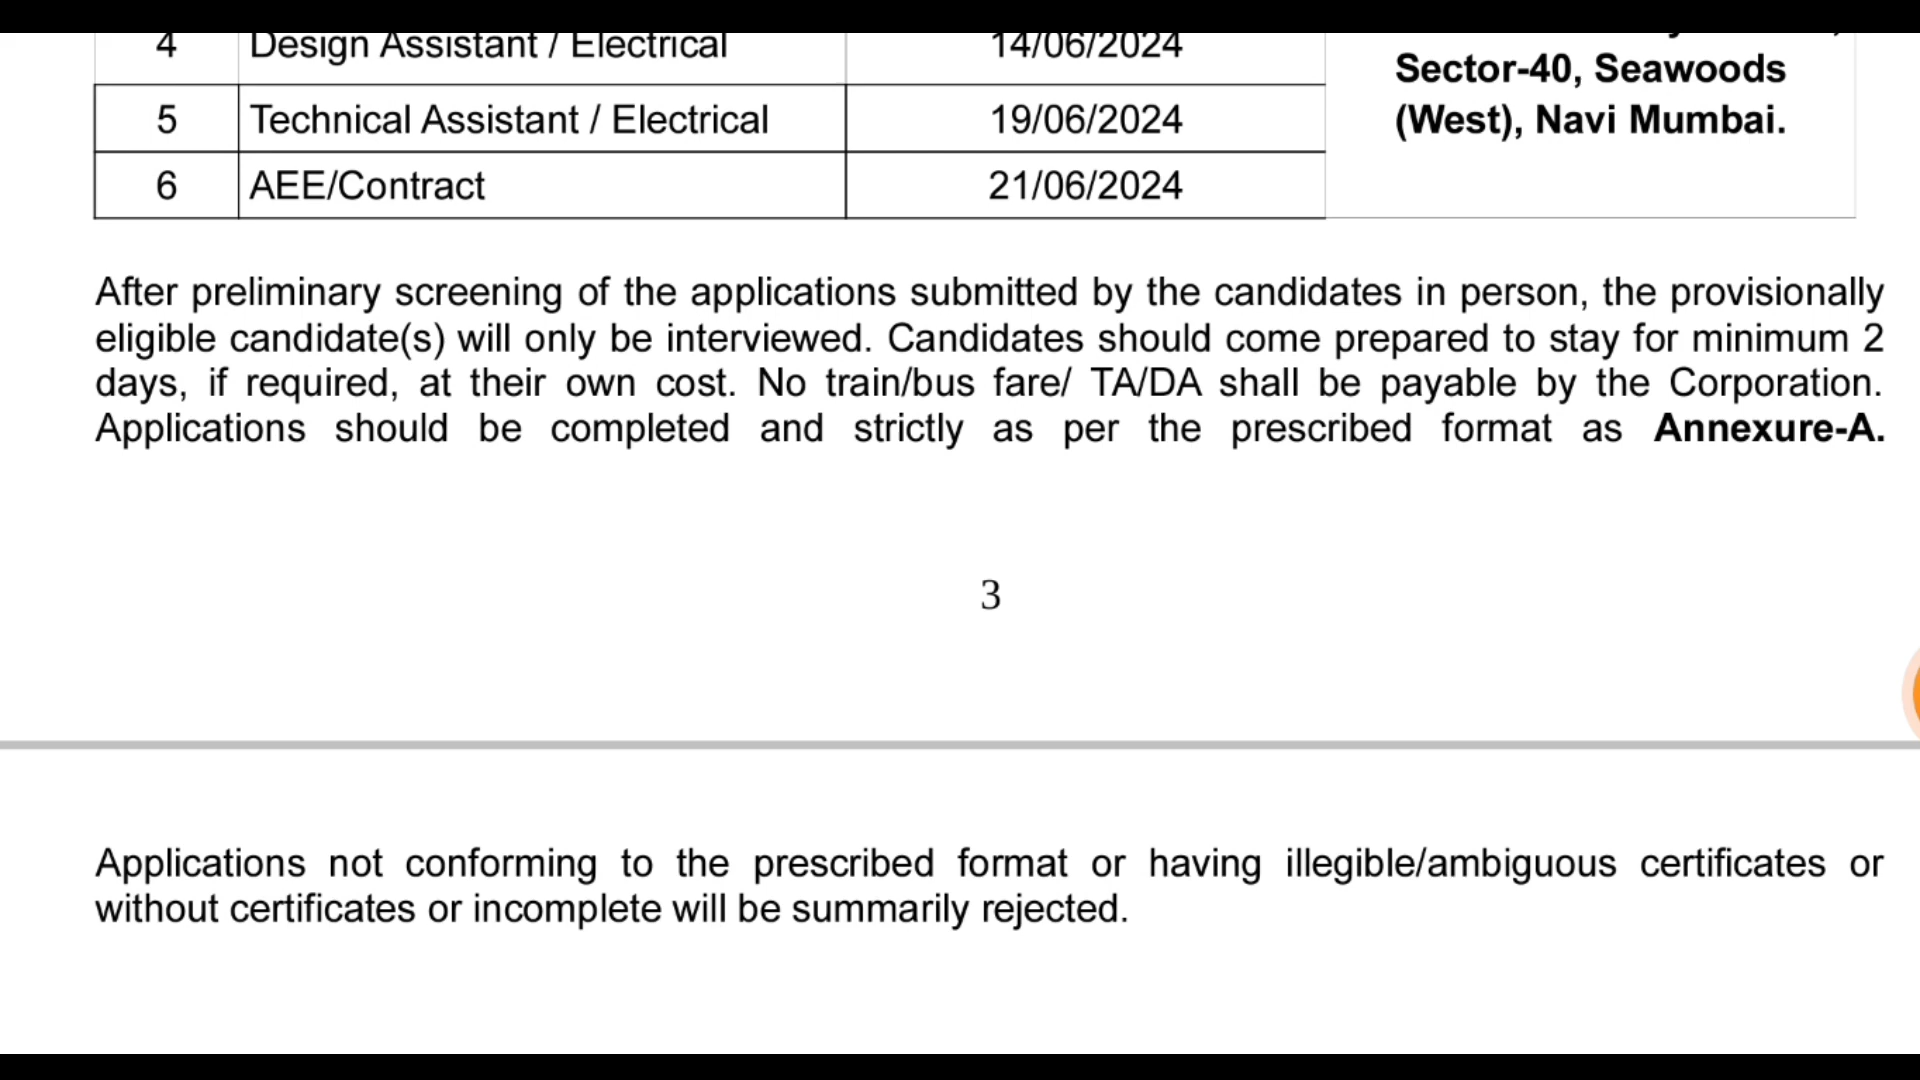 4 Design Assistant / Electrical 14/06/2024
Sector-40, Seawoods
5 Technical Assistant / Electrical 19/06/2024 (West), Navi Mumbai.
6 AEE/Contract 21/06/2024
After preliminary screening of the applications submitted by the candidates in person, the provisionally
eligible candidate(s) will only be interviewed. Candidates should come prepared to stay for minimum 2
days, if required, at their own cost. No train/bus fare/ TA/DA shall be payable by the Corporation.
Applications should be completed and strictly as per the prescribed format as Annexure-A.
3
Applications not conforming to the prescribed format or having illegible/ambiguous certificates or
without certificates or incomplete will be summarily rejected.